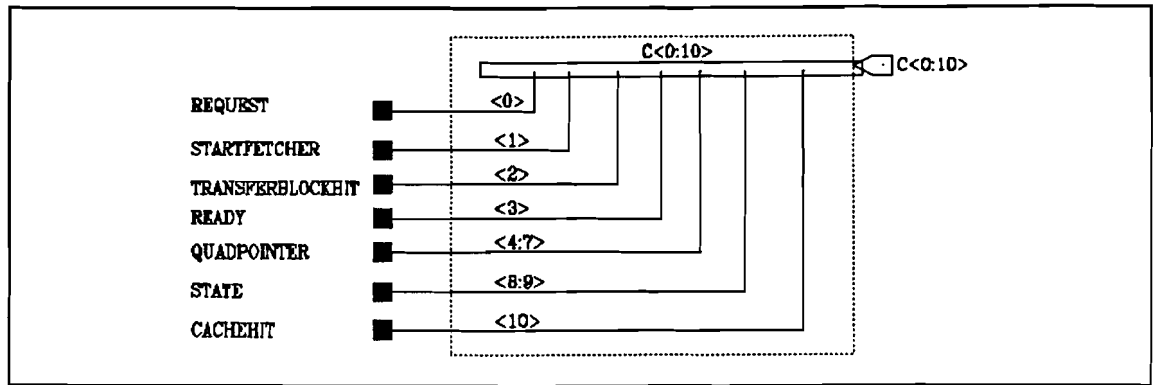 C<0:10>
C<0:10>
REQUEST <0>
STARTFETCHER <1>
TRANSFERBLOCKHIT <2>
READY <3>
QUADPOINTER <4:7>
STATE <8:9>
CACHEHIT <10>